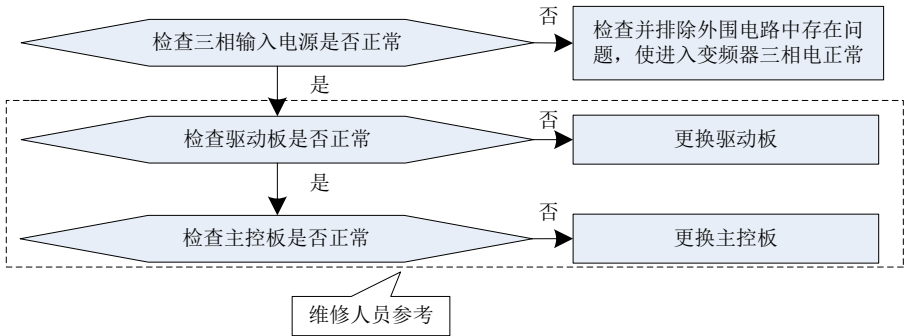 检查三相输入电源是否正常
否
检查并排除外围电路中存在问
题，使进入变频器三相电正常
是
检查驱动板是否正常
否
更换驱动板
是
检查主控板是否正常
否
更换主控板
维修人员参考